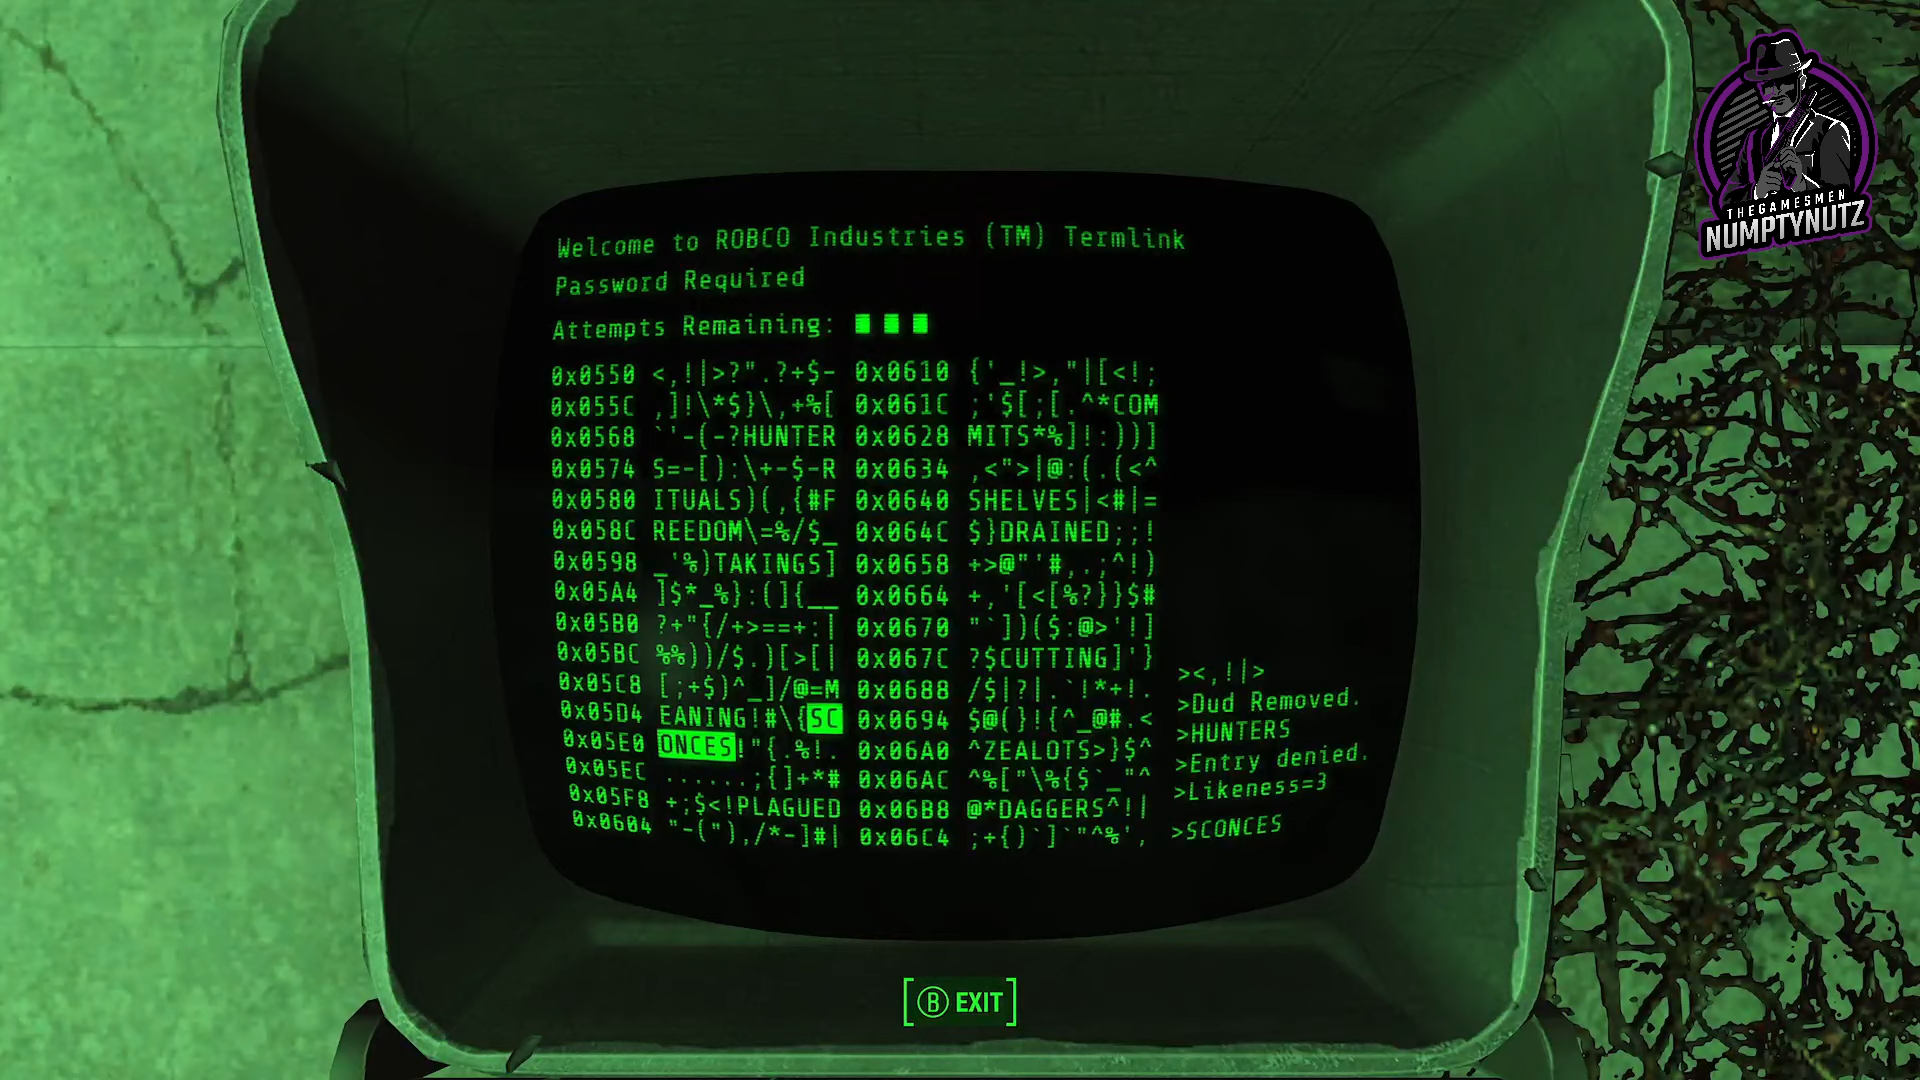 THEGAMESMEN
NUMPTYNUTZ
Welcome to ROBCO Industries (TM) Termlink
Password Required
Attempts Remaining:
0x0550 <,!|>?".?+$- 0x0610 {'_!>,"|[<!;
0x055C ,]!\*$}\,+%[ 0x061C ;'$[;[.^*COM
0x0568 `'-(-?HUNTER 0x0628 MITS*%]!:))]
0x0574 S=-[):\+-$-R 0x0634 ,<">|@:(.(<^
0x0580 ITUALS)(,{#F 0x0640 SHELVES|<#|=
0x058C REEDOM\=%/$_ 0x064C $}DRAINED;;!
0x0598 _'%)TAKINGS] 0x0658 +>@"'#,.;^!)
0x05A4 ]$*_%}:(]{__ 0x0664 +,'[<[%?}}$#
0x05B0 ?+"{/+>==+:| 0x0670 "`])($:@>'!]
0x05BC %%))/$.)[>[| 0x067C ?$CUTTING]'}
0x05C8 [;+$)^_]/@=M 0x0688 /$|?|.`!*+!.
0x05D4 EANING!#\{SC 0x0694 $@(}!{^_@#.<
0x05E0 ONCES!"{.%!. 0x06A0 ^ZEALOTS>}$^
0x05EC ......;{]+*# 0x06AC ^%["\%{$`_"^
0x05F8 +;$<!PLAGUED 0x06B8 @*DAGGERS^!|
0x0604 "-("),/*-]#| 0x06C4 ;+{)`]`"^%',
><,!|>
>Dud Removed.
>HUNTERS
>Entry denied.
>Likeness=3
>SCONCES
[Ⓑ EXIT]